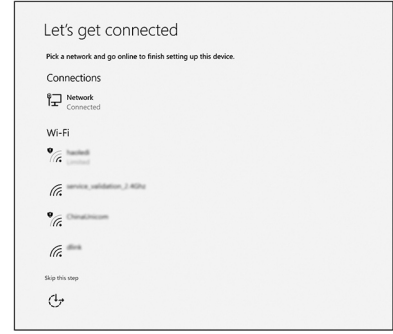 Let's get connected
Pick a network and go online to finish setting up this device.
Connections
Network
Connected
Wi-Fi
Limited
service_validation_2.4Ghz
ChinaUnicom
dlink
Skip this step